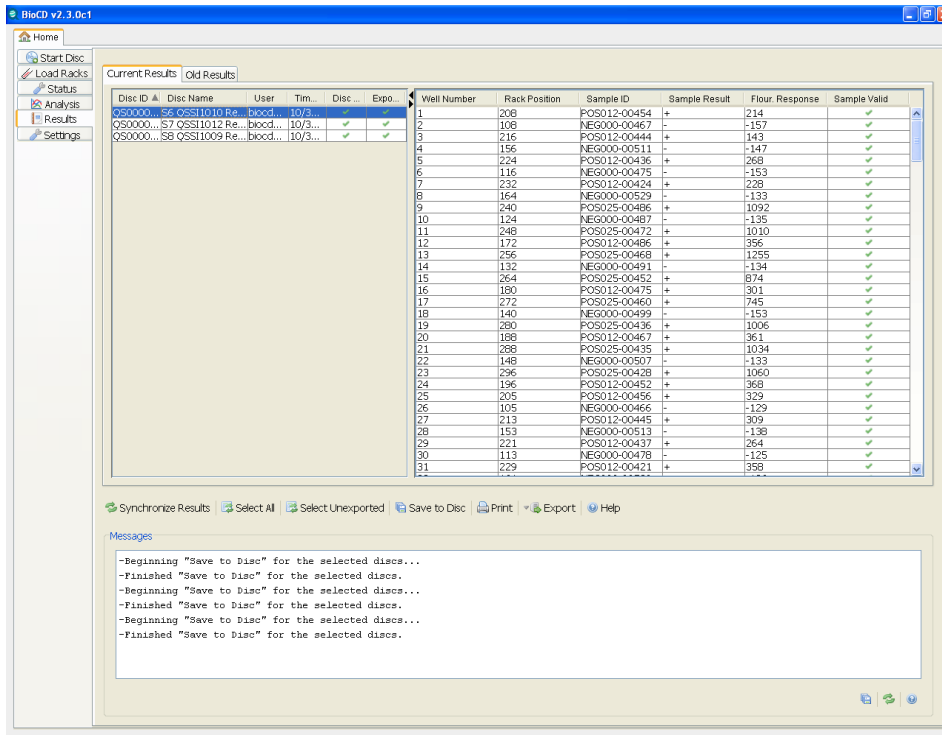 BioCD v2.3.0c1
Home
Start Disc
Load Racks
Status
Analysis
Results
Settings
Current Results Old Results
Disc ID Disc Name User Tim... Disc ... Expo...
QS0000... S6 QSSI1010 Re... biocd... 10/3...
QS0000... S7 QSSI1012 Re... biocd... 10/3...
QS0000... S8 QSSI1009 Re... biocd... 10/3...
Well Number Rack Position Sample ID Sample Result Flour. Response Sample Valid
1 208 POS012-00454 + 214
2 108 NEG000-00467 - -157
3 216 POS012-00444 + 143
4 156 NEG000-00511 - -147
5 224 POS012-00436 + 268
6 116 NEG000-00475 - -153
7 232 POS012-00424 + 228
8 164 NEG000-00529 - -133
9 240 POS025-00486 + 1092
10 124 NEG000-00487 - -135
11 248 POS025-00472 + 1010
12 172 POS012-00486 + 356
13 256 POS025-00468 + 1255
14 132 NEG000-00491 - -134
15 264 POS025-00452 + 874
16 180 POS012-00475 + 301
17 272 POS025-00460 + 745
18 140 NEG000-00499 - -153
19 280 POS025-00436 + 1006
20 188 POS012-00467 + 361
21 288 POS025-00435 + 1034
22 148 NEG000-00507 - -133
23 296 POS025-00428 + 1060
24 196 POS012-00452 + 368
25 205 POS012-00456 + 329
26 105 NEG000-00466 - -129
27 213 POS012-00445 + 309
28 153 NEG000-00513 - -138
29 221 POS012-00437 + 264
30 113 NEG000-00478 - -125
31 229 POS012-00421 + 358
Synchronize Results Select All Select Unexported Save to Disc Print Export Help
Messages
-Beginning "Save to Disc" for the selected discs...
-Finished "Save to Disc" for the selected discs.
-Beginning "Save to Disc" for the selected discs...
-Finished "Save to Disc" for the selected discs.
-Beginning "Save to Disc" for the selected discs...
-Finished "Save to Disc" for the selected discs.